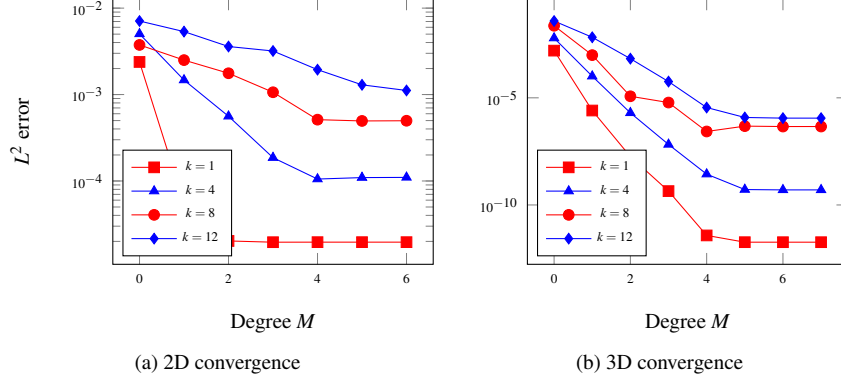 10−2
10−3
10−4
L2 error
k = 1
k = 4
k = 8
k = 12
0 2 4 6
Degree M
(a) 2D convergence
10−5
10−10
k = 1
k = 4
k = 8
k = 12
0 2 4 6
Degree M
(b) 3D convergence